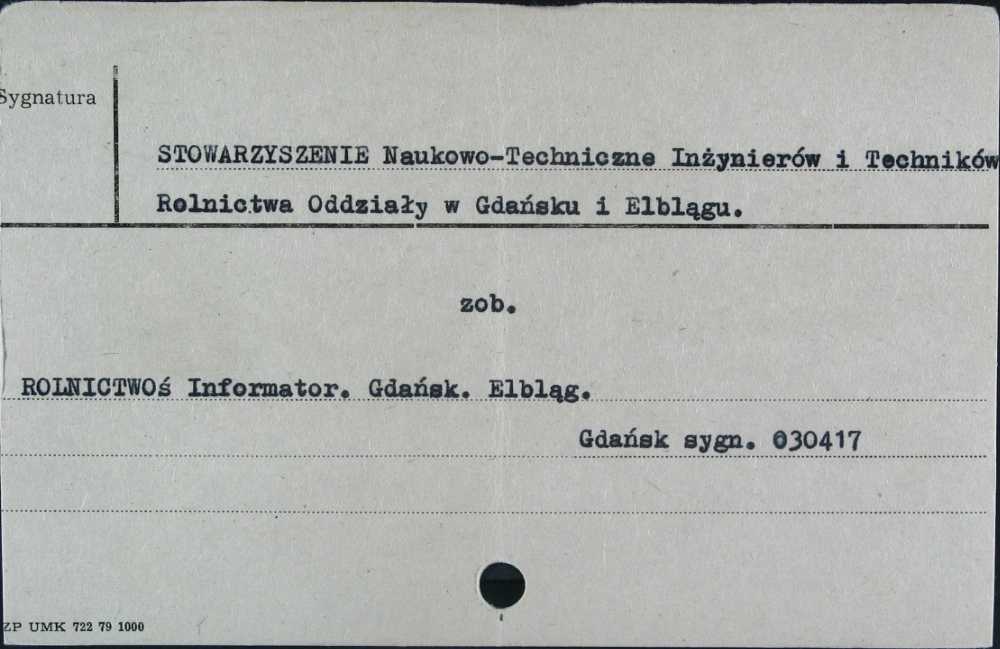 Sygnatura
STOWARZYSZENIE Naukowo-Techniczne Inżynierów i Techników
Rolnictwa Oddziały w Gdańsku i Elblągu.
zob.
ROLNICTWOś Informator. Gdańsk. Elbląg.
Gdańsk sygn. 030417
ZP UMK 722 79 1000